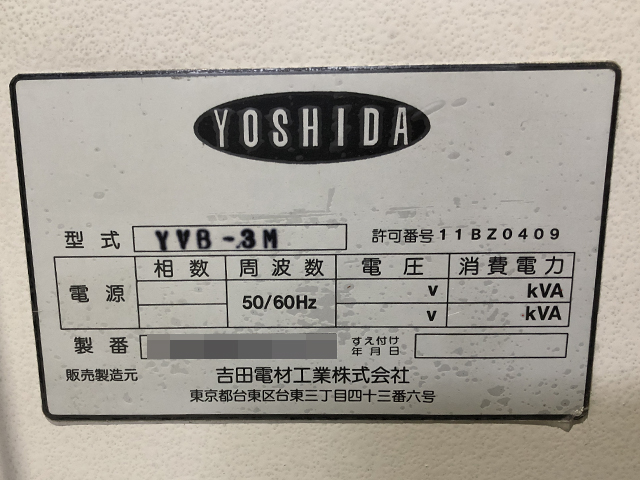 YOSHIDA
型式 YVB-3M 許可番号11BZ0409
電源 相数 周波数 電圧 消費電力
50/60Hz V kVA
V kVA
製番 すえ付け年月日
販売製造元 吉田電材工業株式会社
東京都台東区台東三丁目四十三番六号